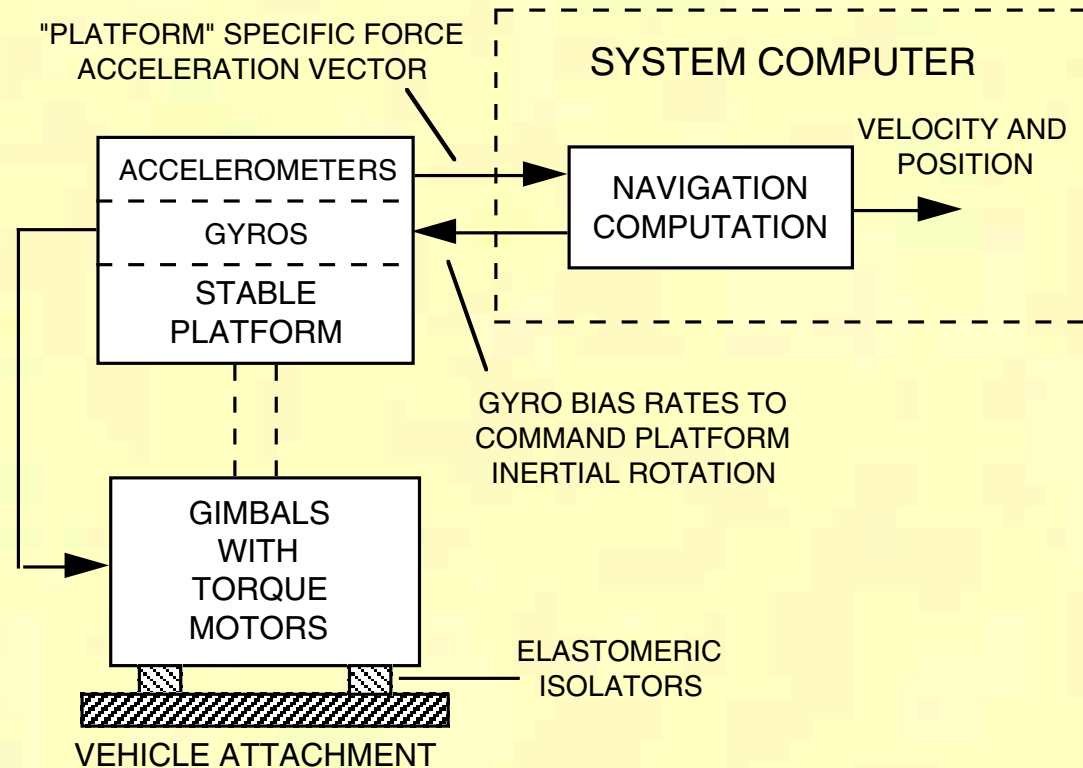 "PLATFORM" SPECIFIC FORCE
ACCELERATION VECTOR
SYSTEM COMPUTER
VELOCITY AND
POSITION
ACCELEROMETERS
GYROS
STABLE
PLATFORM
NAVIGATION
COMPUTATION
GYRO BIAS RATES TO
COMMAND PLATFORM
INERTIAL ROTATION
GIMBALS
WITH
TORQUE
MOTORS
ELASTOMERIC
ISOLATORS
VEHICLE ATTACHMENT